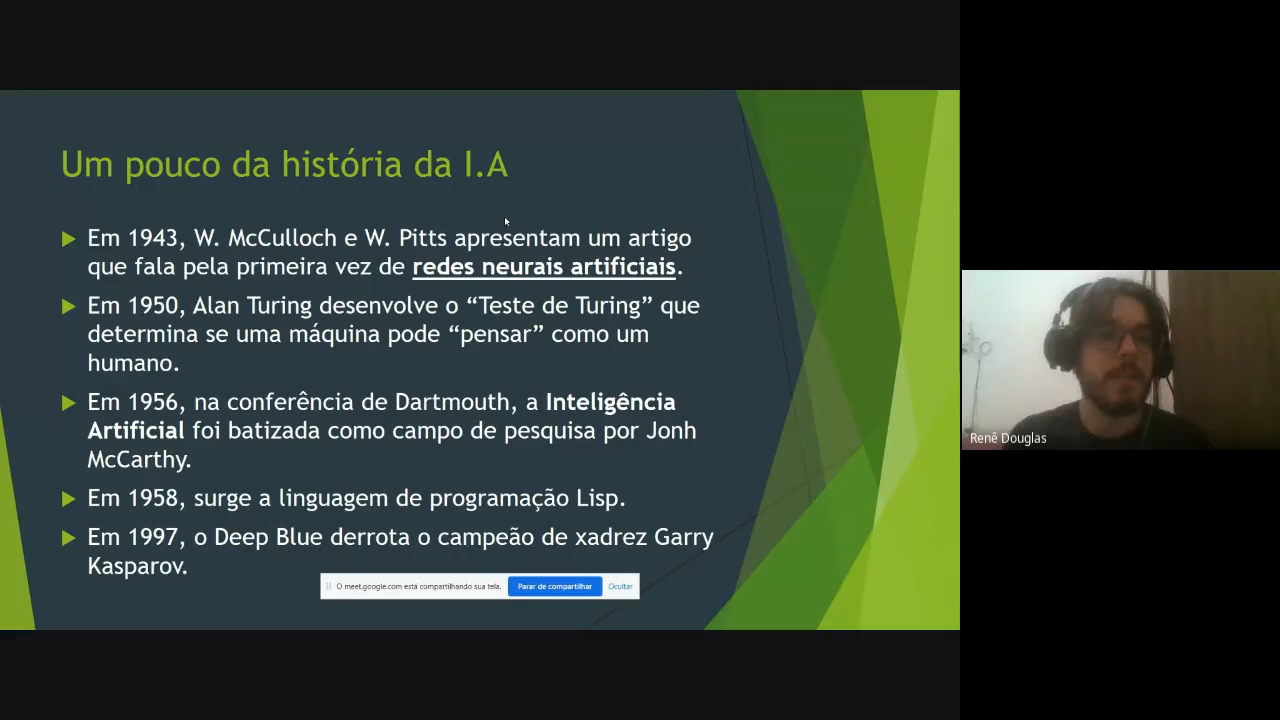 Um pouco da história da I.A
Em 1943, W. McCulloch e W. Pitts apresentam um artigo
que fala pela primeira vez de redes neurais artificiais.
Em 1950, Alan Turing desenvolve o “Teste de Turing” que
determina se uma máquina pode “pensar” como um
humano.
Em 1956, na conferência de Dartmouth, a Inteligência
Artificial foi batizada como campo de pesquisa por Jonh
McCarthy.
Em 1958, surge a linguagem de programação Lisp.
Em 1997, o Deep Blue derrota o campeão de xadrez Garry
Kasparov.
O meet.google.com está compartilhando sua tela. Parar de compartilhar Ocultar
Renê Douglas